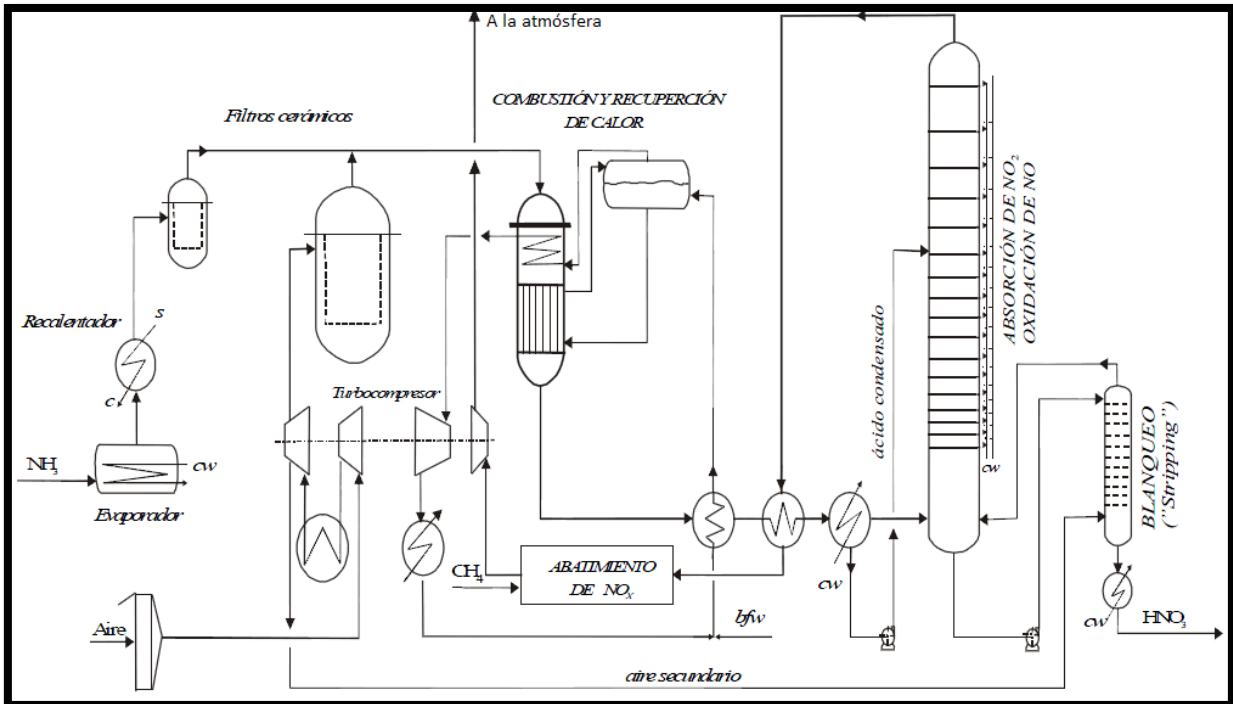 A la atmósfera
COMBUSTIÓN Y RECUPERCIÓN
DE CALOR
Filtros cerámicos
Recalentador
s
c
NH3
cw
Evaporador
Turbocompresor
Aire
CH4
ABATIMIENTO
DE NOx
bfw
aire secundario
cw
ácido condensado
cw
ABSORCIÓN DE NO2
OXIDACIÓN DE NO
BLANQUEO
("Stripping")
cw
HNO3